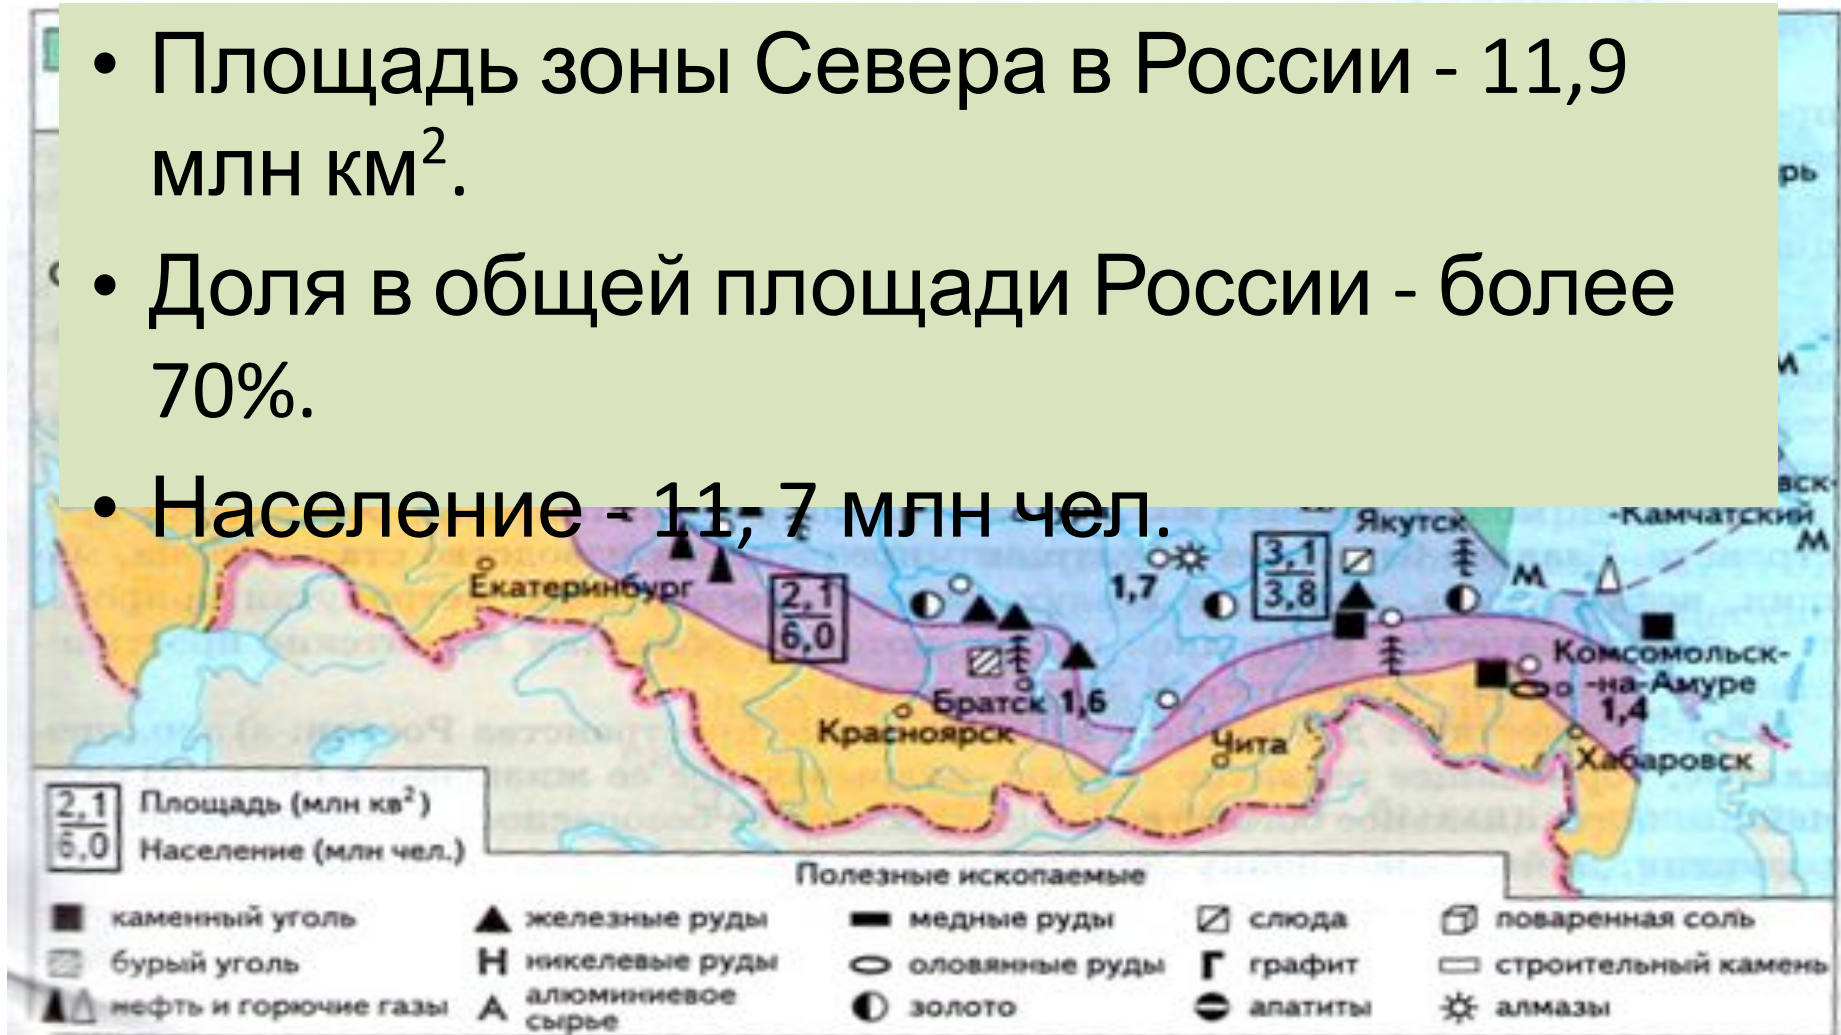 • Площадь зоны Севера в России - 11,9
млн км².
• Доля в общей площади России - более
70%.
• Население - 11, 7 млн чел.
рь
м
вск-
-Камчатский
м
Якутск
м
Екатеринбург
2,1
6,0
1,7
3,1
3,8
Братск 1,6
Красноярск
Чита
Комсомольск-
-на-Амуре
1,4
Хабаровск
2,1
6,0
Площадь (млн кв²)
Население (млн чел.)
Полезные ископаемые
каменный уголь
железные руды
медные руды
слюда
поваренная соль
бурый уголь
никелевые руды
оловянные руды
графит
строительный камень
нефть и горючие газы
алюминиевое
сырье
золото
апатиты
алмазы